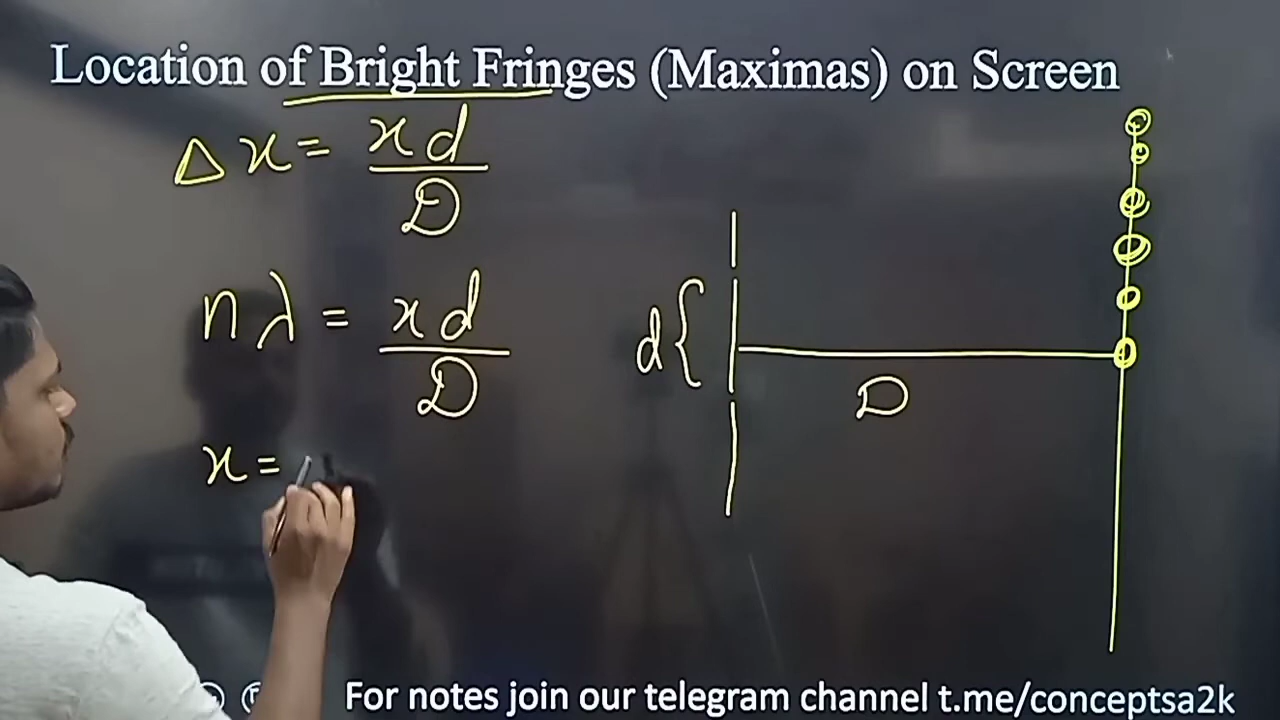 Location of Bright Fringes (Maximas) on Screen
Δx = xd/D
nλ = xd/D
x =
d{
D
For notes join our telegram channel t.me/conceptsa2k